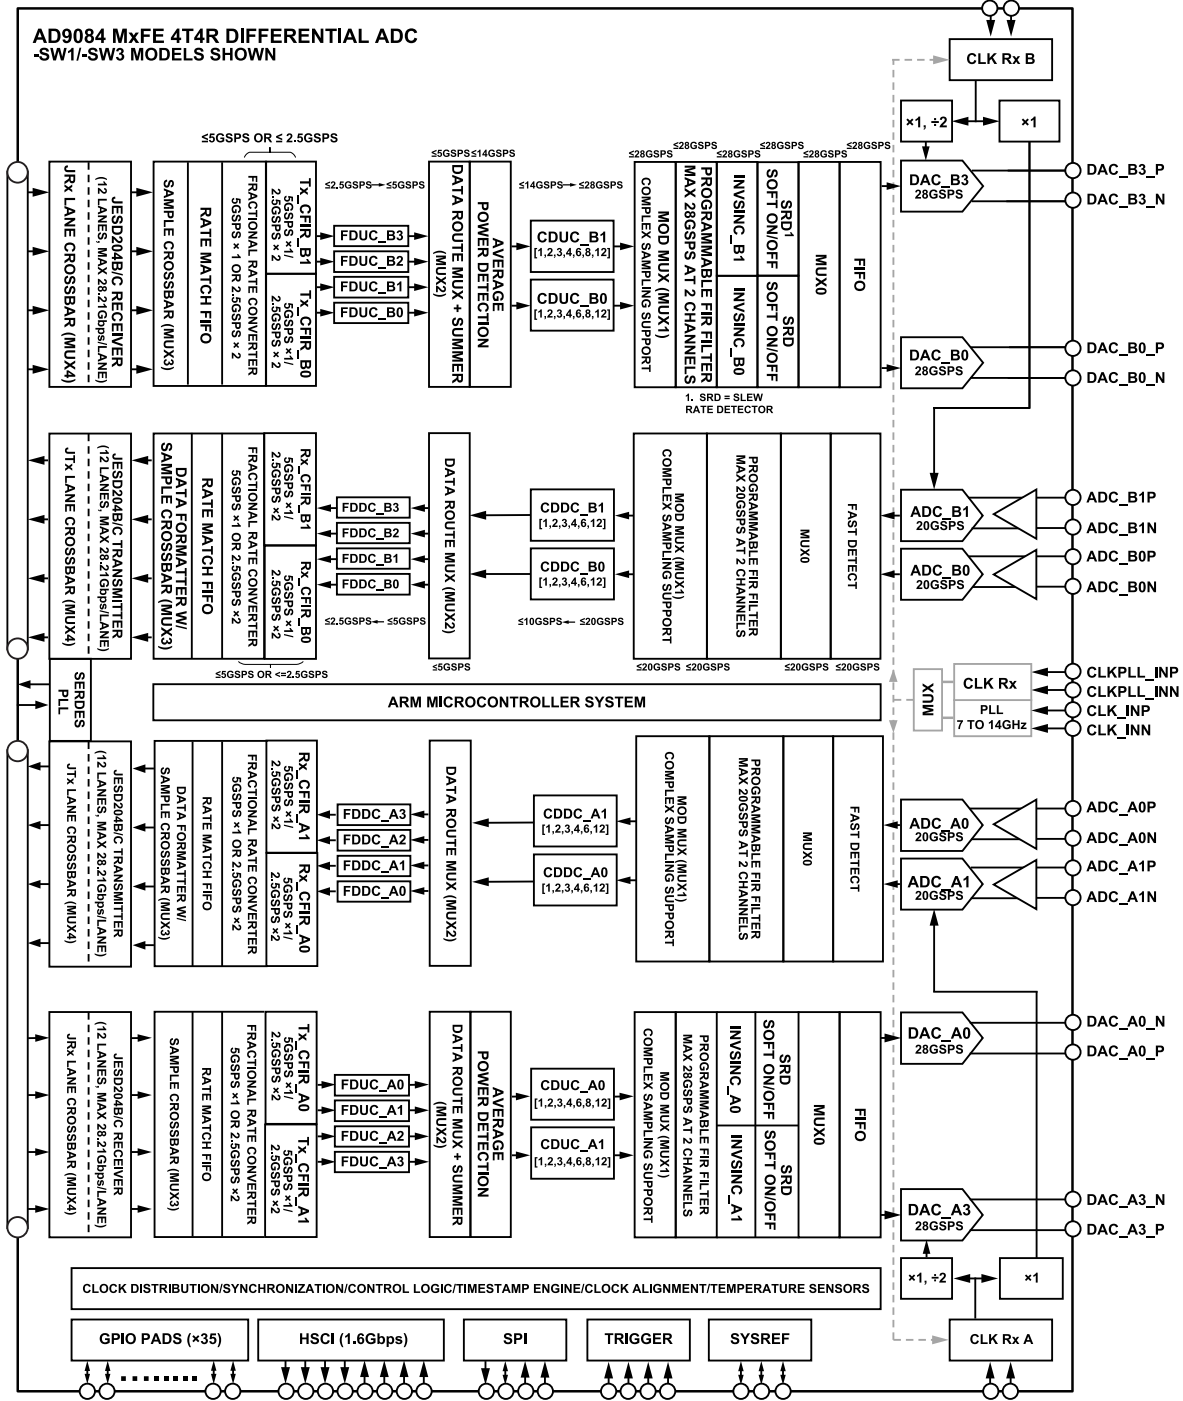 AD9084 MxFE 4T4R DIFFERENTIAL ADC
-SW1/-SW3 MODELS SHOWN
CLK Rx B
×1, ÷2
×1
≤5GSPS OR ≤ 2.5GSPS
JRx LANE CROSSBAR (MUX4)
JESD204B/C RECEIVER
(12 LANES, MAX 28.21Gbps/LANE)
SAMPLE CROSSBAR (MUX3)
RATE MATCH FIFO
FRACTIONAL RATE CONVERTER
5GSPS × 1 OR 2.5GSPS × 2
Tx_CFIR_B1
5GSPS ×1/
2.5GSPS ×2
Tx_CFIR_B0
5GSPS ×1/
2.5GSPS ×2
≤2.5GSPS→ ≤5GSPS
FDUC_B3
FDUC_B2
FDUC_B1
FDUC_B0
≤5GSPS
≤14GSPS
DATA ROUTE MUX + SUMMER
(MUX2)
AVERAGE
POWER DETECTION
≤14GSPS→ ≤28GSPS
CDUC_B1
[1,2,3,4,6,8,12]
CDUC_B0
[1,2,3,4,6,8,12]
≤28GSPS
≤28GSPS
≤28GSPS
≤28GSPS
≤28GSPS
≤28GSPS
MOD MUX (MUX1)
COMPLEX SAMPLING SUPPORT
PROGRAMMABLE FIR FILTER
MAX 28GSPS AT 2 CHANNELS
INVSINC_B1
INVSINC_B0
SRD1
SOFT ON/OFF
SRD
SOFT ON/OFF
MUX0
FIFO
1. SRD = SLEW
RATE DETECTOR
DAC_B3
28GSPS
DAC_B3_P
DAC_B3_N
DAC_B0
28GSPS
DAC_B0_P
DAC_B0_N
JTx LANE CROSSBAR (MUX4)
JESD204B/C TRANSMITTER
(12 LANES, MAX 28.21Gbps/LANE)
DATA FORMATTER W/
SAMPLE CROSSBAR (MUX3)
RATE MATCH FIFO
FRACTIONAL RATE CONVERTER
5GSPS ×1 OR 2.5GSPS ×2
Rx_CFIR_B1
5GSPS ×1/
2.5GSPS ×2
Rx_CFIR_B0
5GSPS ×1/
2.5GSPS ×2
FDDC_B3
FDDC_B2
FDDC_B1
FDDC_B0
≤2.5GSPS← ≤5GSPS
≤5GSPS OR <=2.5GSPS
DATA ROUTE MUX (MUX2)
≤5GSPS
CDDC_B1
[1,2,3,4,6,12]
CDDC_B0
[1,2,3,4,6,12]
≤10GSPS← ≤20GSPS
MOD MUX (MUX1)
COMPLEX SAMPLING SUPPORT
PROGRAMMABLE FIR FILTER
MAX 20GSPS AT 2 CHANNELS
MUX0
FAST DETECT
≤20GSPS
≤20GSPS
≤20GSPS
≤20GSPS
ADC_B1
20GSPS
ADC_B1P
ADC_B1N
ADC_B0
20GSPS
ADC_B0P
ADC_B0N
SERDES
PLL
ARM MICROCONTROLLER SYSTEM
MUX
CLK Rx
PLL
7 TO 14GHz
CLKPLL_INP
CLKPLL_INN
CLK_INP
CLK_INN
JTx LANE CROSSBAR (MUX4)
JESD204B/C TRANSMITTER
(12 LANES, MAX 28.21Gbps/LANE)
DATA FORMATTER W/
SAMPLE CROSSBAR (MUX3)
RATE MATCH FIFO
FRACTIONAL RATE CONVERTER
5GSPS ×1 OR 2.5GSPS ×2
Rx_CFIR_A1
5GSPS ×1/
2.5GSPS ×2
Rx_CFIR_A0
5GSPS ×1/
2.5GSPS ×2
FDDC_A3
FDDC_A2
FDDC_A1
FDDC_A0
DATA ROUTE MUX (MUX2)
CDDC_A1
[1,2,3,4,6,12]
CDDC_A0
[1,2,3,4,6,12]
MOD MUX (MUX1)
COMPLEX SAMPLING SUPPORT
PROGRAMMABLE FIR FILTER
MAX 20GSPS AT 2 CHANNELS
MUX0
FAST DETECT
ADC_A0
20GSPS
ADC_A0P
ADC_A0N
ADC_A1
20GSPS
ADC_A1P
ADC_A1N
JRx LANE CROSSBAR (MUX4)
JESD204B/C RECEIVER
(12 LANES, MAX 28.21Gbps/LANE)
SAMPLE CROSSBAR (MUX3)
RATE MATCH FIFO
FRACTIONAL RATE CONVERTER
5GSPS ×1 OR 2.5GSPS ×2
Tx_CFIR_A0
5GSPS ×1/
2.5GSPS ×2
Tx_CFIR_A1
5GSPS ×1/
2.5GSPS ×2
FDUC_A0
FDUC_A1
FDUC_A2
FDUC_A3
DATA ROUTE MUX + SUMMER
(MUX2)
AVERAGE
POWER DETECTION
CDUC_A0
[1,2,3,4,6,8,12]
CDUC_A1
[1,2,3,4,6,8,12]
MOD MUX (MUX1)
COMPLEX SAMPLING SUPPORT
PROGRAMMABLE FIR FILTER
MAX 28GSPS AT 2 CHANNELS
INVSINC_A0
INVSINC_A1
SRD
SOFT ON/OFF
SRD
SOFT ON/OFF
MUX0
FIFO
DAC_A0
28GSPS
DAC_A0_N
DAC_A0_P
DAC_A3
28GSPS
DAC_A3_N
DAC_A3_P
×1, ÷2
×1
CLK Rx A
CLOCK DISTRIBUTION/SYNCHRONIZATION/CONTROL LOGIC/TIMESTAMP ENGINE/CLOCK ALIGNMENT/TEMPERATURE SENSORS
GPIO PADS (×35)
HSCI (1.6Gbps)
SPI
TRIGGER
SYSREF